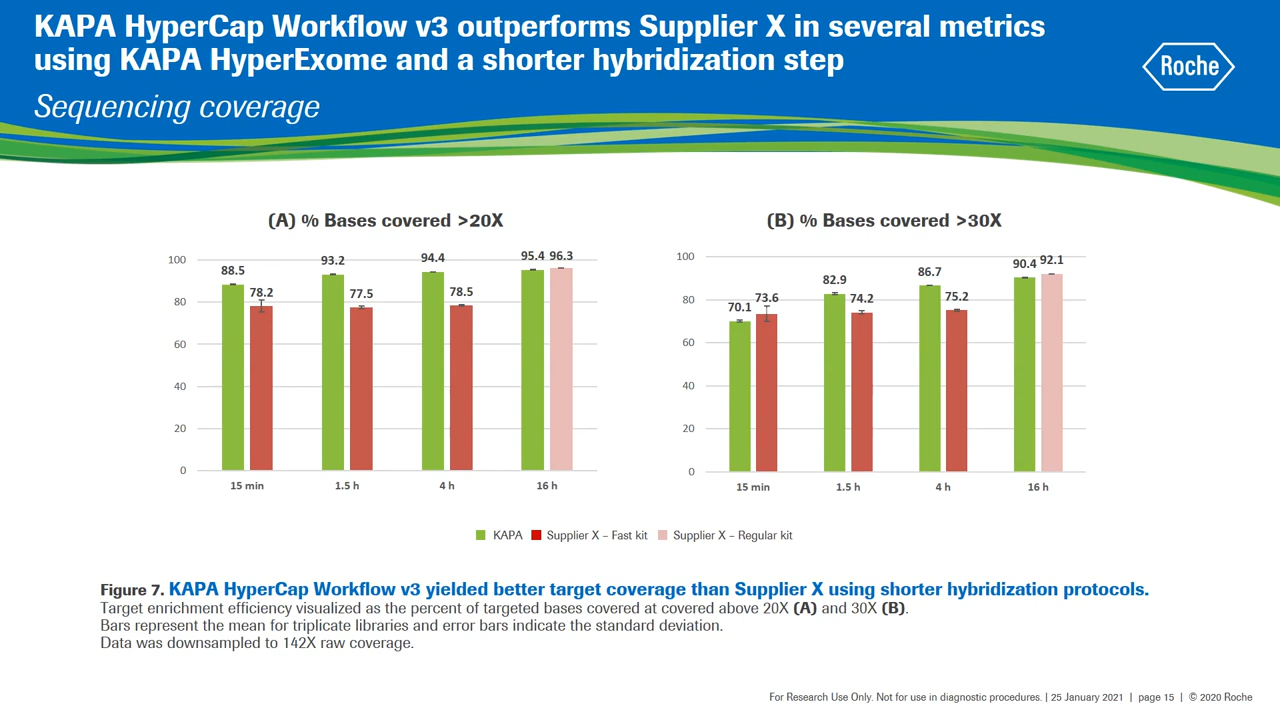 KAPA HyperCap Workflow v3 outperforms Supplier X in several metrics
using KAPA HyperExome and a shorter hybridization step
Roche
Sequencing coverage
(A) % Bases covered >20X
100
80
60
40
20
0
88.5
78.2
93.2
77.5
94.4
78.5
95.4
96.3
15 min
1.5 h
4 h
16 h
(B) % Bases covered >30X
100
80
60
40
20
0
70.1
73.6
82.9
74.2
86.7
75.2
90.4
92.1
15 min
1.5 h
4 h
16 h
KAPA
Supplier X – Fast kit
Supplier X – Regular kit
Figure 7. KAPA HyperCap Workflow v3 yielded better target coverage than Supplier X using shorter hybridization protocols.
Target enrichment efficiency visualized as the percent of targeted bases covered at covered above 20X (A) and 30X (B).
Bars represent the mean for triplicate libraries and error bars indicate the standard deviation.
Data was downsampled to 142X raw coverage.
For Research Use Only. Not for use in diagnostic procedures. | 25 January 2021 | page 15 | © 2020 Roche